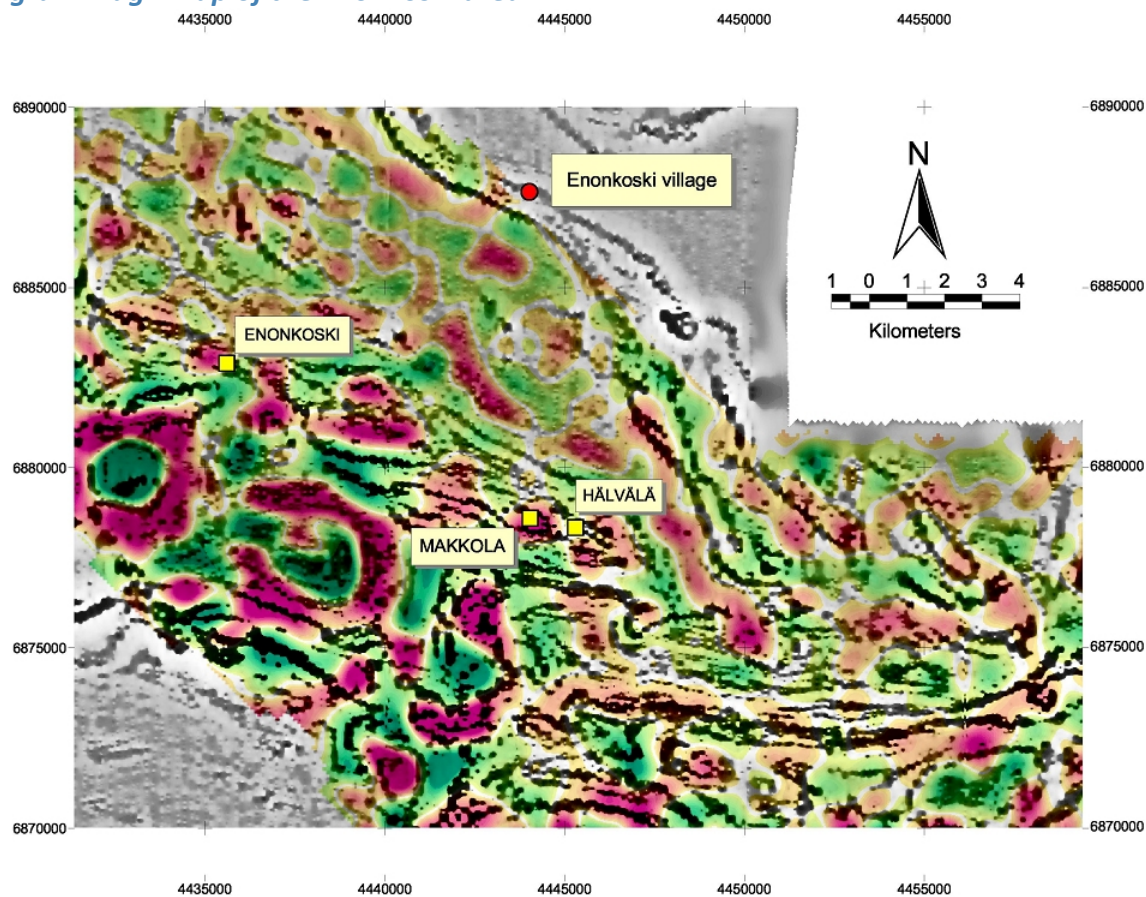 4435000 4440000 4445000 4450000 4455000
6890000 6890000
N
Enonkoski village
6885000 6885000
1 0 1 2 3 4
Kilometers
ENONKOSKI
6880000 6880000
HÄLVÄLÄ
MAKKOLA
6875000 6875000
6870000 6870000
4435000 4440000 4445000 4450000 4455000